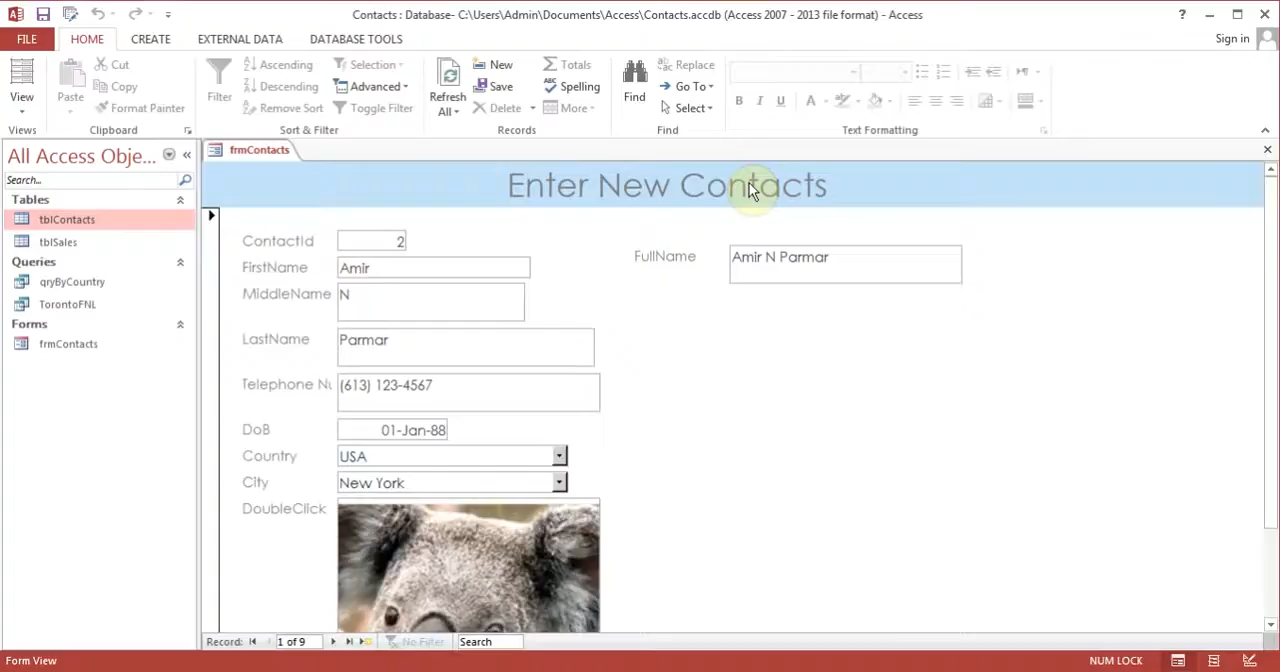 Contacts : Database- C:\Users\Admin\Documents\Access\Contacts.accdb (Access 2007 - 2013 file format) - Access
?
Sign in
FILE HOME CREATE EXTERNAL DATA DATABASE TOOLS
View
Views
Paste
Cut
Copy
Format Painter
Clipboard
Filter
Ascending
Descending
Remove Sort
Selection
Advanced
Toggle Filter
Sort & Filter
Refresh
All
New
Save
Delete
Totals
Spelling
More
Records
Find
Replace
Go To
Select
Find
B I U A
Text Formatting
All Access Obje...
Search...
Tables
tblContacts
tblSales
Queries
qryByCountry
TorontoFNL
Forms
frmContacts
frmContacts
Enter New Contacts
ContactId 2
FirstName Amir
MiddleName N
LastName Parmar
Telephone Nu (613) 123-4567
DoB 01-Jan-88
Country USA
City New York
DoubleClick
FullName Amir N Parmar
Record: 1 of 9 No Filter Search
Form View
NUM LOCK